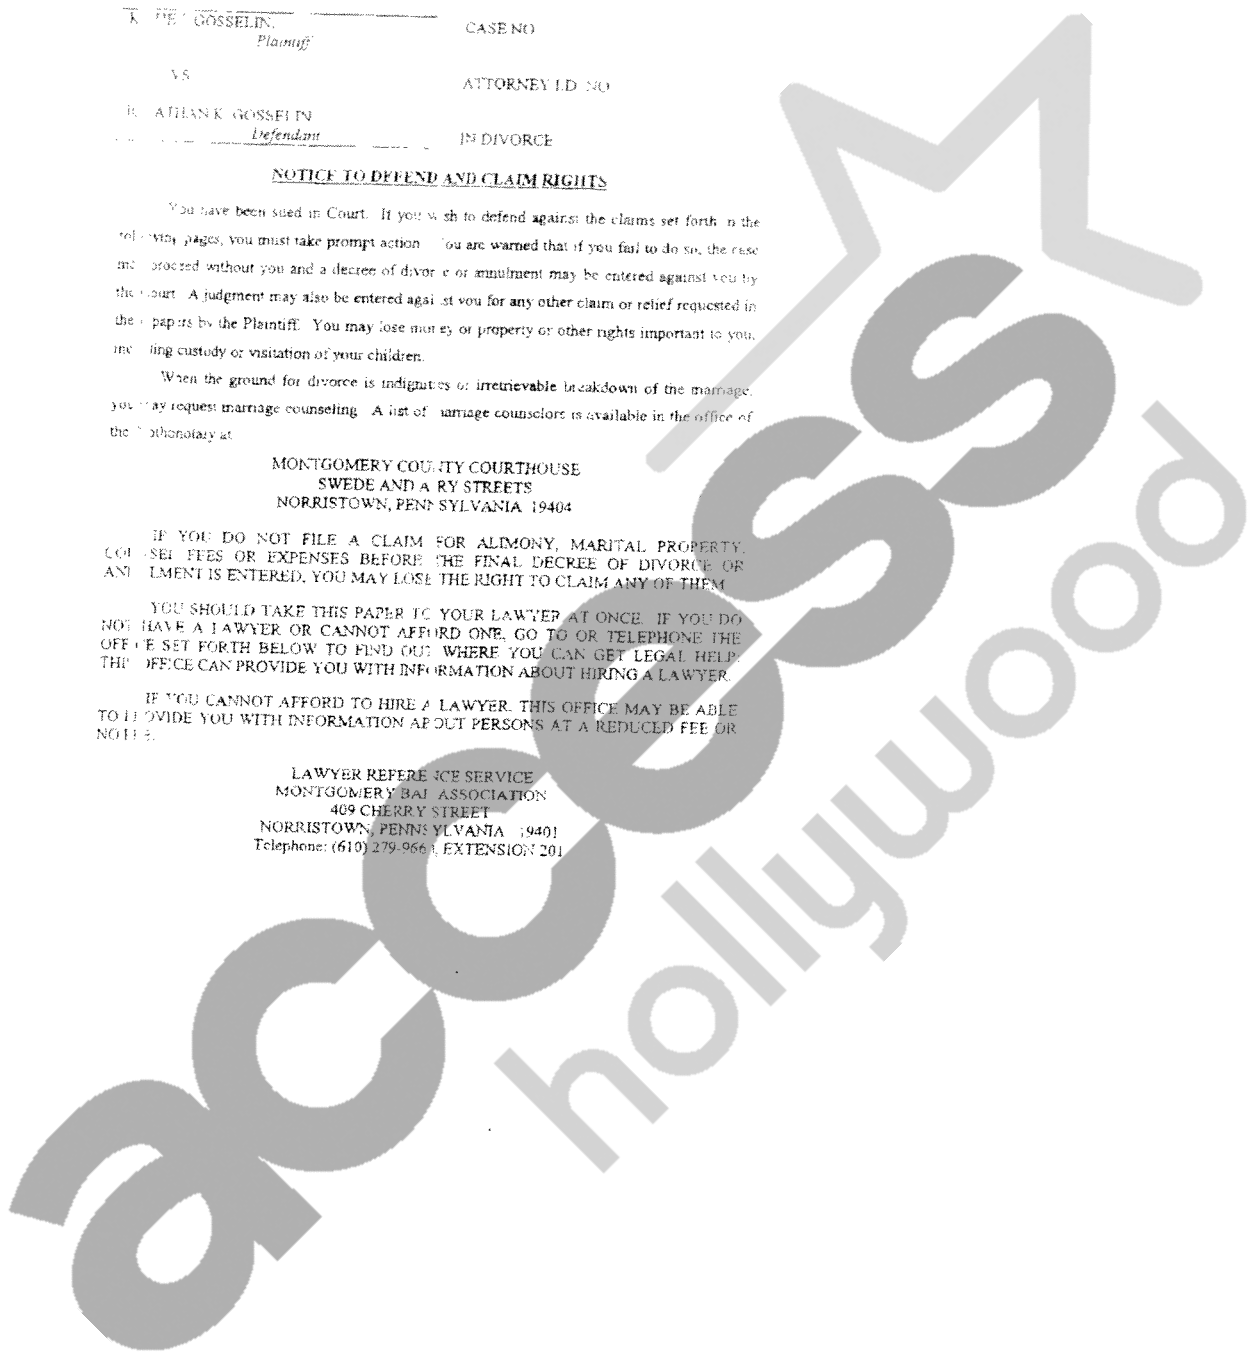 GOSSELIN,
Plaintiff
CASE NO
VS
ATTORNEY I.D. NO
GOSSELIN
Defendant
IN DIVORCE
NOTICE TO DEFEND AND CLAIM RIGHTS
You have been sued in Court. If you wish to defend against the claims set forth in the
pages, you must take prompt action. You are warned that if you fail to do so, the case
proceed without you and a decree of divorce or annulment may be entered against you by
the Court. A judgment may also be entered against you for any other claim or relief requested in
the papers by the Plaintiff. You may lose money or property or other rights important to you,
custody or visitation of your children.
When the ground for divorce is indignities or irretrievable breakdown of the marriage,
you may request marriage counseling. A list of marriage counselors is available in the office of
the Prothonotary at
MONTGOMERY COUNTY COURTHOUSE
SWEDE AND AIRY STREETS
NORRISTOWN, PENNSYLVANIA 19404
IF YOU DO NOT FILE A CLAIM FOR ALIMONY, MARITAL PROPERTY,
COUNSEL FEES OR EXPENSES BEFORE THE FINAL DECREE OF DIVORCE OR
ANNULMENT IS ENTERED, YOU MAY LOSE THE RIGHT TO CLAIM ANY OF THEM
YOU SHOULD TAKE THIS PAPER TO YOUR LAWYER AT ONCE. IF YOU DO
NOT HAVE A LAWYER OR CANNOT AFFORD ONE, GO TO OR TELEPHONE THE
OFFICE SET FORTH BELOW TO FIND OUT WHERE YOU CAN GET LEGAL HELP.
THIS OFFICE CAN PROVIDE YOU WITH INFORMATION ABOUT HIRING A LAWYER.
IF YOU CANNOT AFFORD TO HIRE A LAWYER, THIS OFFICE MAY BE ABLE
TO PROVIDE YOU WITH INFORMATION ABOUT PERSONS AT A REDUCED FEE OR
NO FEE.
LAWYER REFERENCE SERVICE
MONTGOMERY BAR ASSOCIATION
409 CHERRY STREET
NORRISTOWN, PENNSYLVANIA 19401
Telephone: (610) 279-966 , EXTENSION 201
access
hollywood